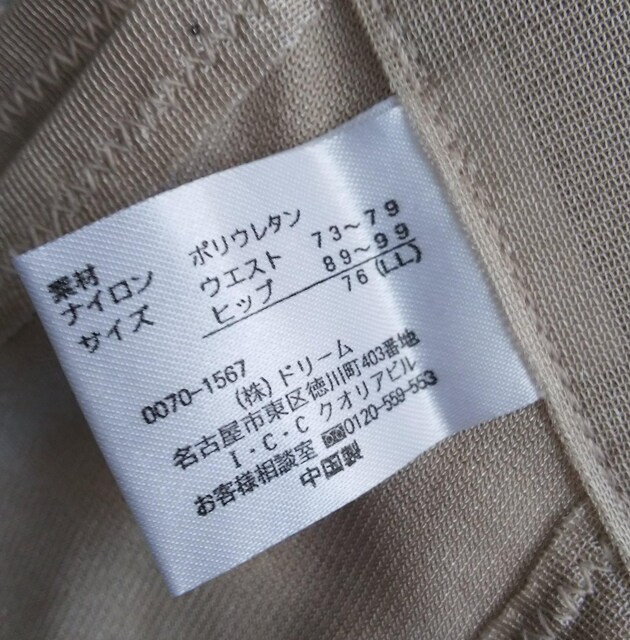 素材
ナイロン ポリウレタン
サイズ ウエスト 73〜79
ヒップ 89〜99
76(LL)
0070-1567
(株)ドリーム
名古屋市東区徳川町403番地
I・C・C クオリアビル
お客様相談室 0120-559-553
中国製